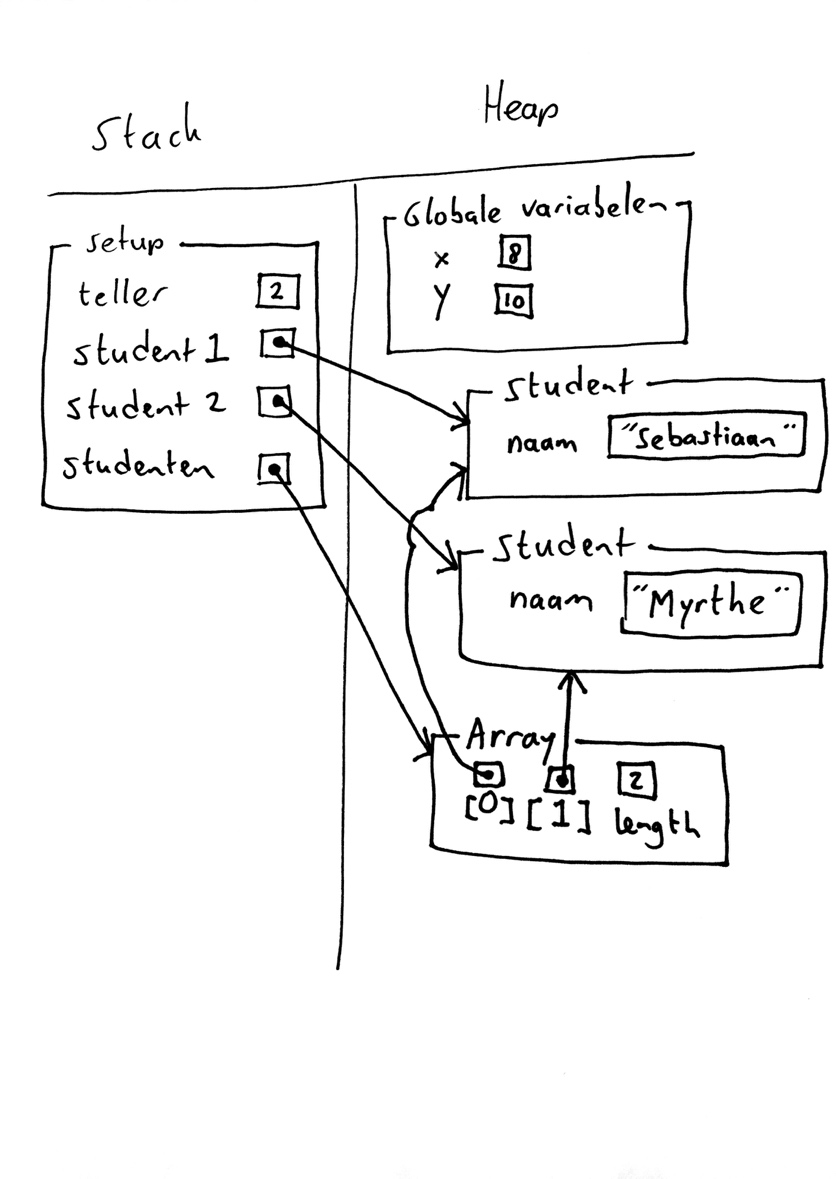 Stack
Heap
setup
teller 2
student 1
student 2
studenten
Globale variabelen
x 8
y 10
Student
naam "Sebastiaan"
Student
naam "Myrthe"
Array
2
[0] [1] length